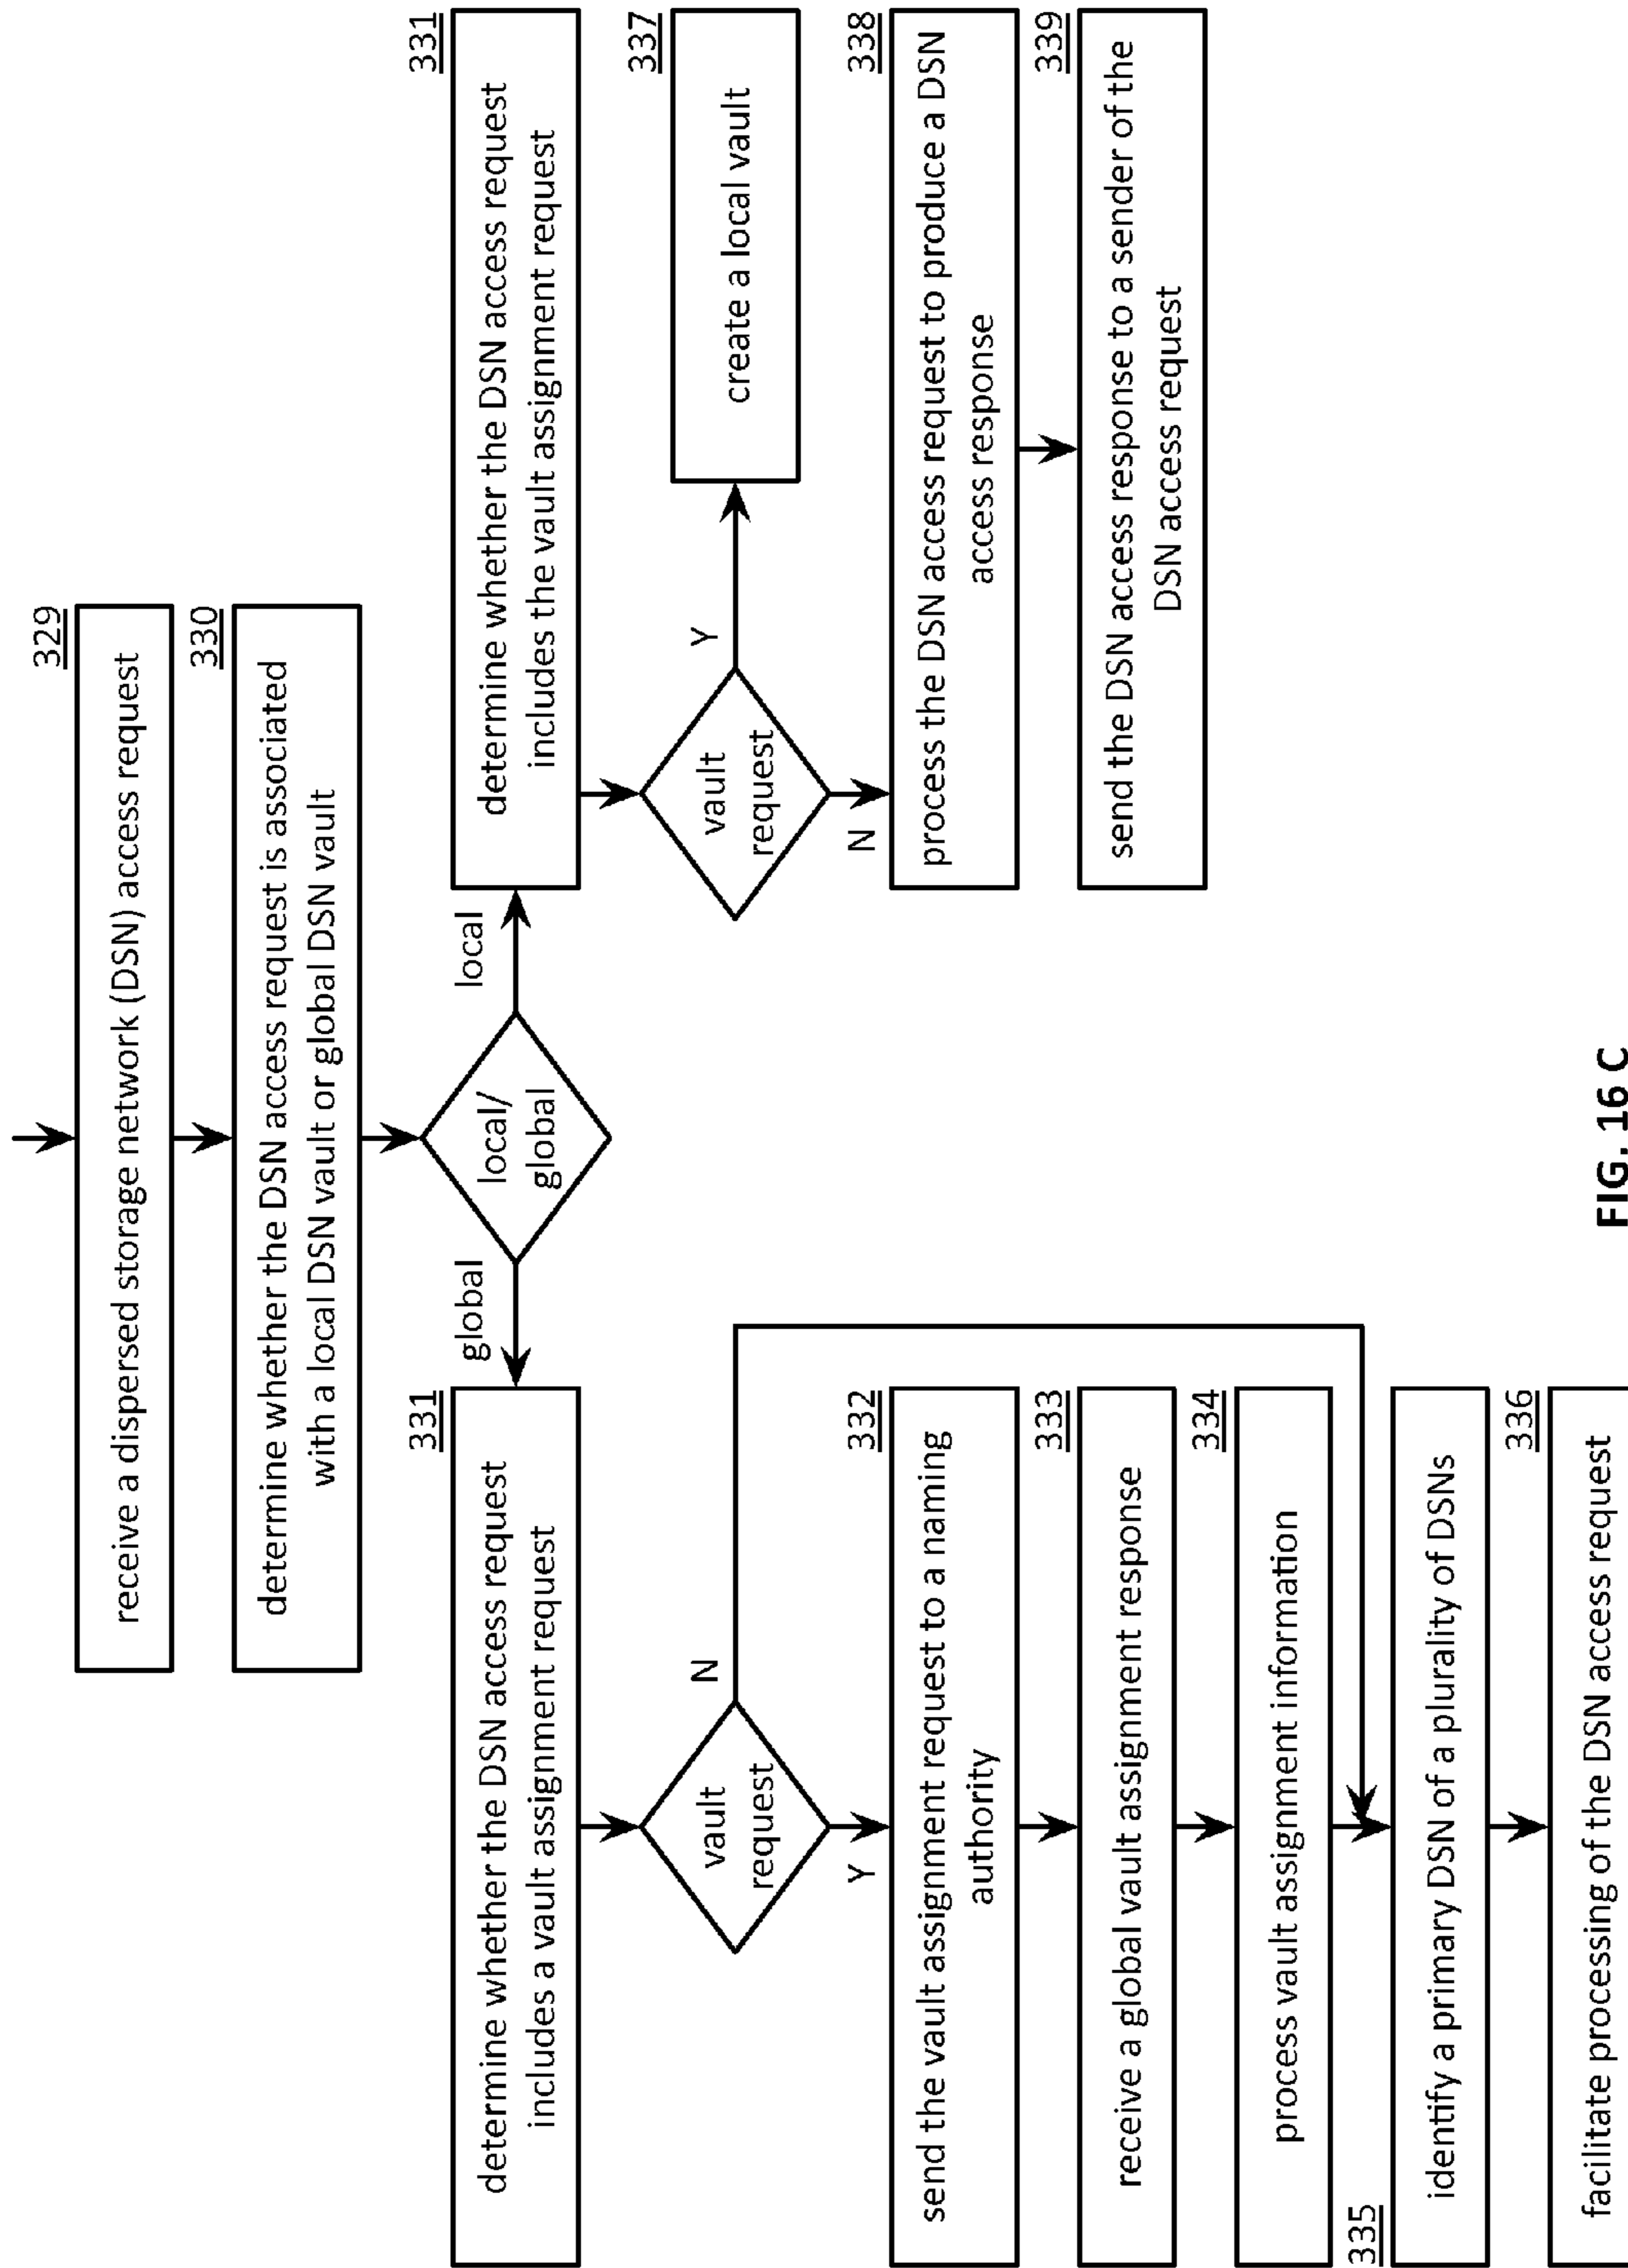 329
receive a dispersed storage network (DSN) access request
330
determine whether the DSN access request is associated
with a local DSN vault or global DSN vault
local/
global
global
local
331
determine whether the DSN access request
includes a vault assignment request
vault
request
N
Y
332
send the vault assignment request to a naming
authority
333
receive a global vault assignment response
334
process vault assignment information
335
identify a primary DSN of a plurality of DSNs
336
facilitate processing of the DSN access request
331
determine whether the DSN access request
includes the vault assignment request
vault
request
Y
N
337
create a local vault
338
process the DSN access request to produce a DSN
access response
339
send the DSN access response to a sender of the
DSN access request
FIG. 16 C